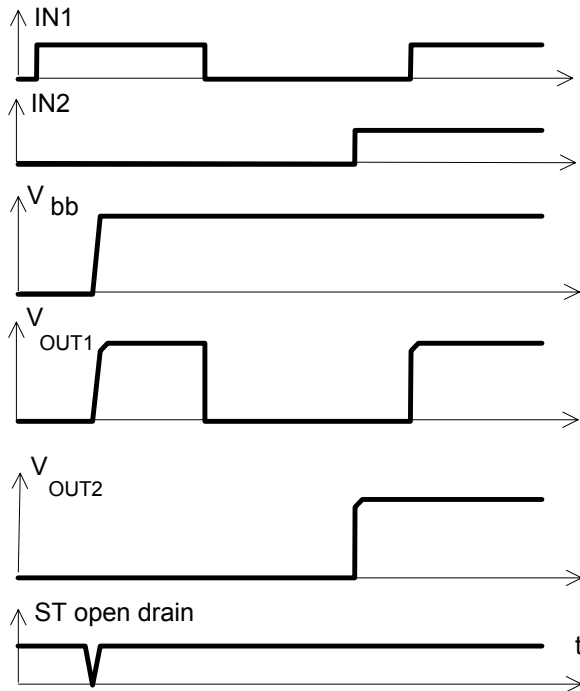 IN1
IN2
V bb
V OUT1
V OUT2
ST open drain
t